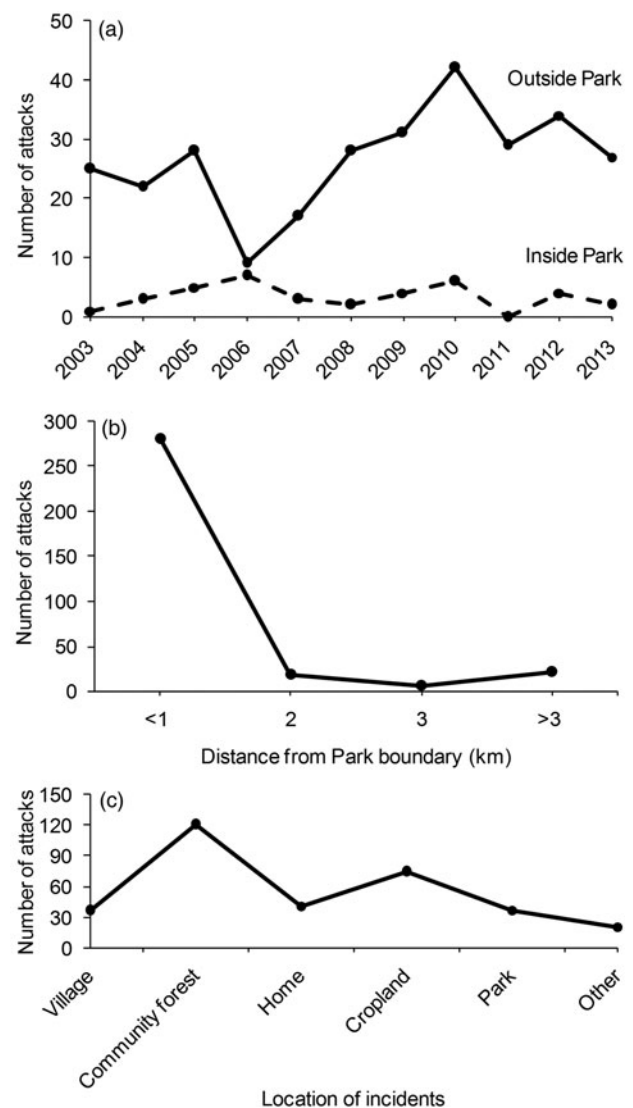 (a)
50
40
30
20
10
0
Number of attacks
Outside Park
Inside Park
2003
2004
2005
2006
2007
2008
2009
2010
2011
2012
2013
(b)
300
250
200
150
100
50
0
Number of attacks
<1 2 3 >3
Distance from Park boundary (km)
(c)
150
120
90
60
30
0
Number of attacks
Village
Community forest
Home
Cropland
Park
Other
Location of incidents